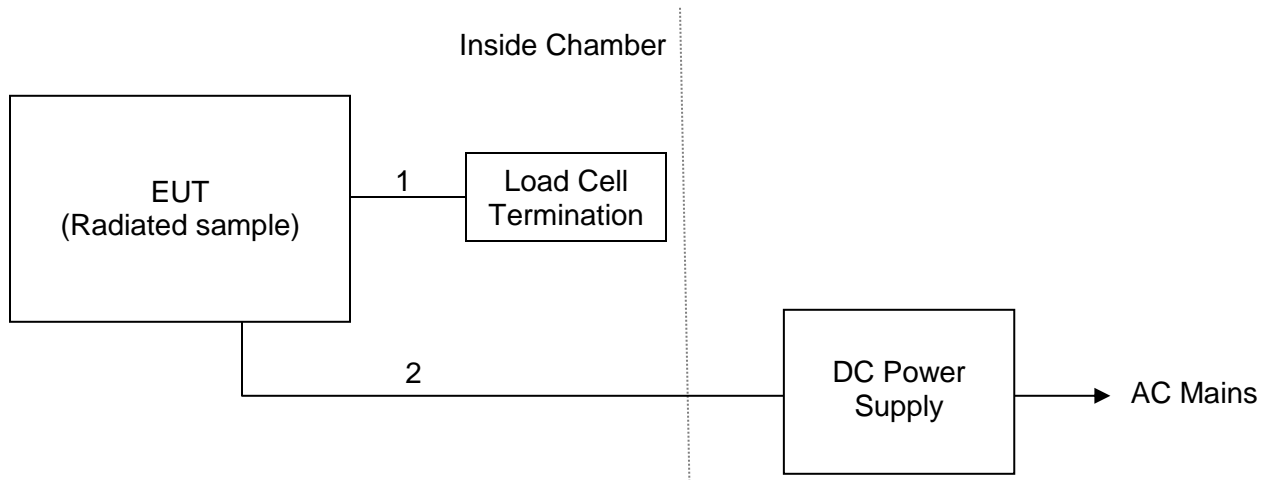 Inside Chamber
EUT
(Radiated sample)
1
Load Cell
Termination
2
DC Power
Supply
AC Mains